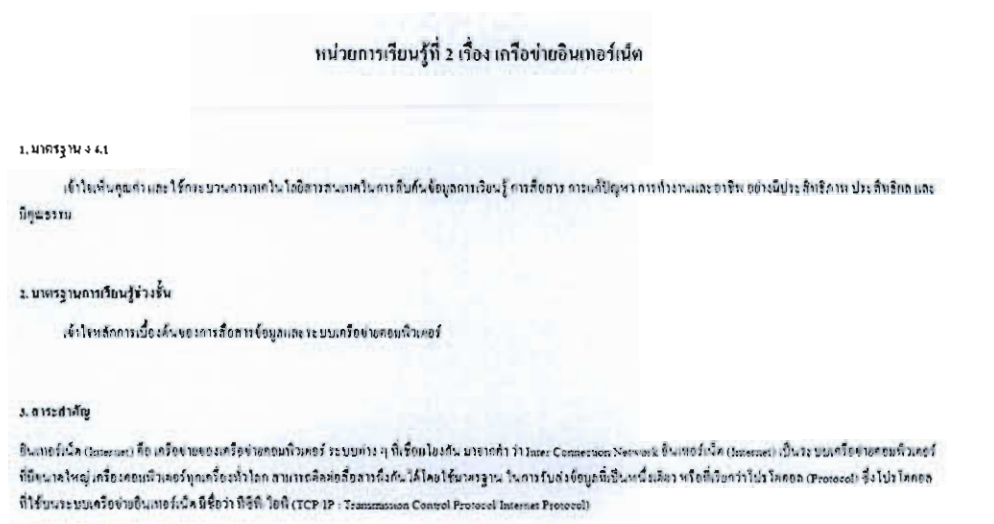 หน่วยการเรียนรู้ที่ 2 เรื่อง เครือข่ายอินเทอร์เน็ต
1. มาตรฐาน ง 4.1
เข้าใจเห็นคุณค่า และใช้กระบวนการเทคโนโลยีสารสนเทศในการสืบค้นข้อมูลการเรียนรู้ การสื่อสาร การแก้ปัญหา การทำงานและอาชีพ อย่างมีประสิทธิภาพ ประสิทธิผล และ
มีคุณธรรม
2. มาตรฐานการเรียนรู้ช่วงชั้น
เข้าใจหลักการเบื้องต้นของการสื่อสารข้อมูลและระบบเครือข่ายคอมพิวเตอร์
3. สาระสำคัญ
อินเทอร์เน็ต (Internet) คือ เครือข่ายของเครือข่ายคอมพิวเตอร์ ระบบต่าง ๆ ที่เชื่อมโยงกัน มาจากคำ ว่า Inter Connection Network อินเทอร์เน็ต (Internet) เป็นระบบเครือข่ายคอมพิวเตอร์
ที่มีขนาดใหญ่ เครื่องคอมพิวเตอร์ทุกเครื่องทั่วโลก สามารถติดต่อสื่อสารถึงกันได้โดยใช้มาตรฐาน ในการรับส่งข้อมูลที่เป็นหนึ่งเดียว หรือที่เรียกว่าโปรโตคอล (Protocol) ซึ่งโปรโตคอล
ที่ใช้บนระบบเครือข่ายอินเทอร์เน็ต มีชื่อว่า ทีซีพี ไอพี (TCP IP : Transmission Control Protocol Internet Protocol)